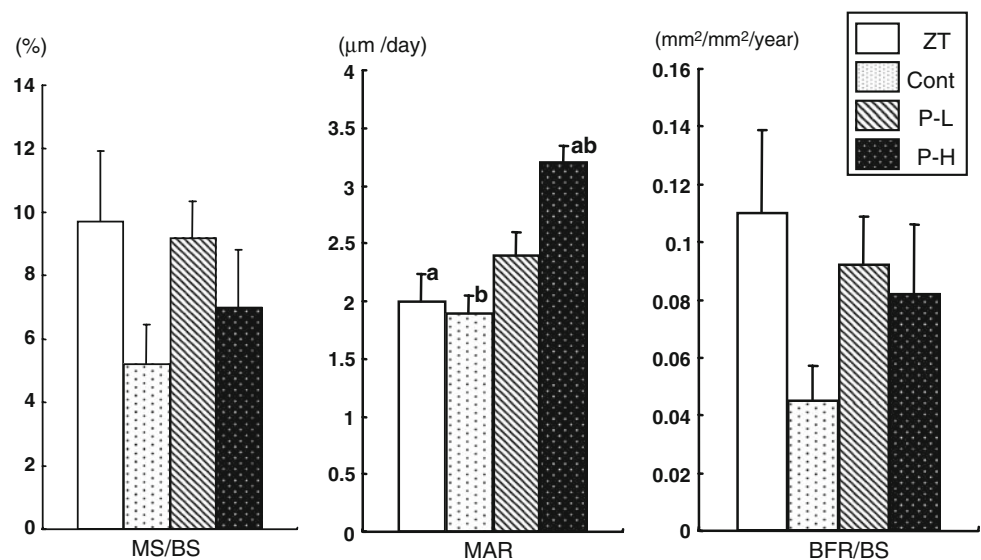 (%)
14
12
10
8
6
4
2
0
MS/BS
(μm /day)
4
3.5
3
2.5
2
1.5
1
0.5
0
a
b
ab
MAR
(mm²/mm²/year)
0.16
0.14
0.12
0.1
0.08
0.06
0.04
0.02
0
BFR/BS
ZT
Cont
P-L
P-H